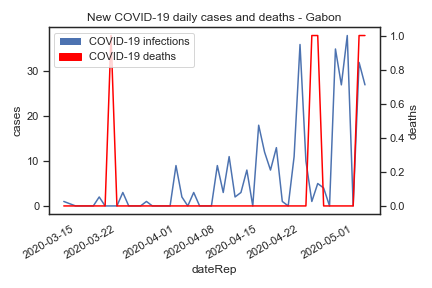 New COVID-19 daily cases and deaths - Gabon
COVID-19 infections
COVID-19 deaths
cases
30
20
10
0
deaths
1.0
0.8
0.6
0.4
0.2
0.0
2020-03-15
2020-03-22
2020-04-01
2020-04-08
2020-04-15
2020-04-22
2020-05-01
dateRep